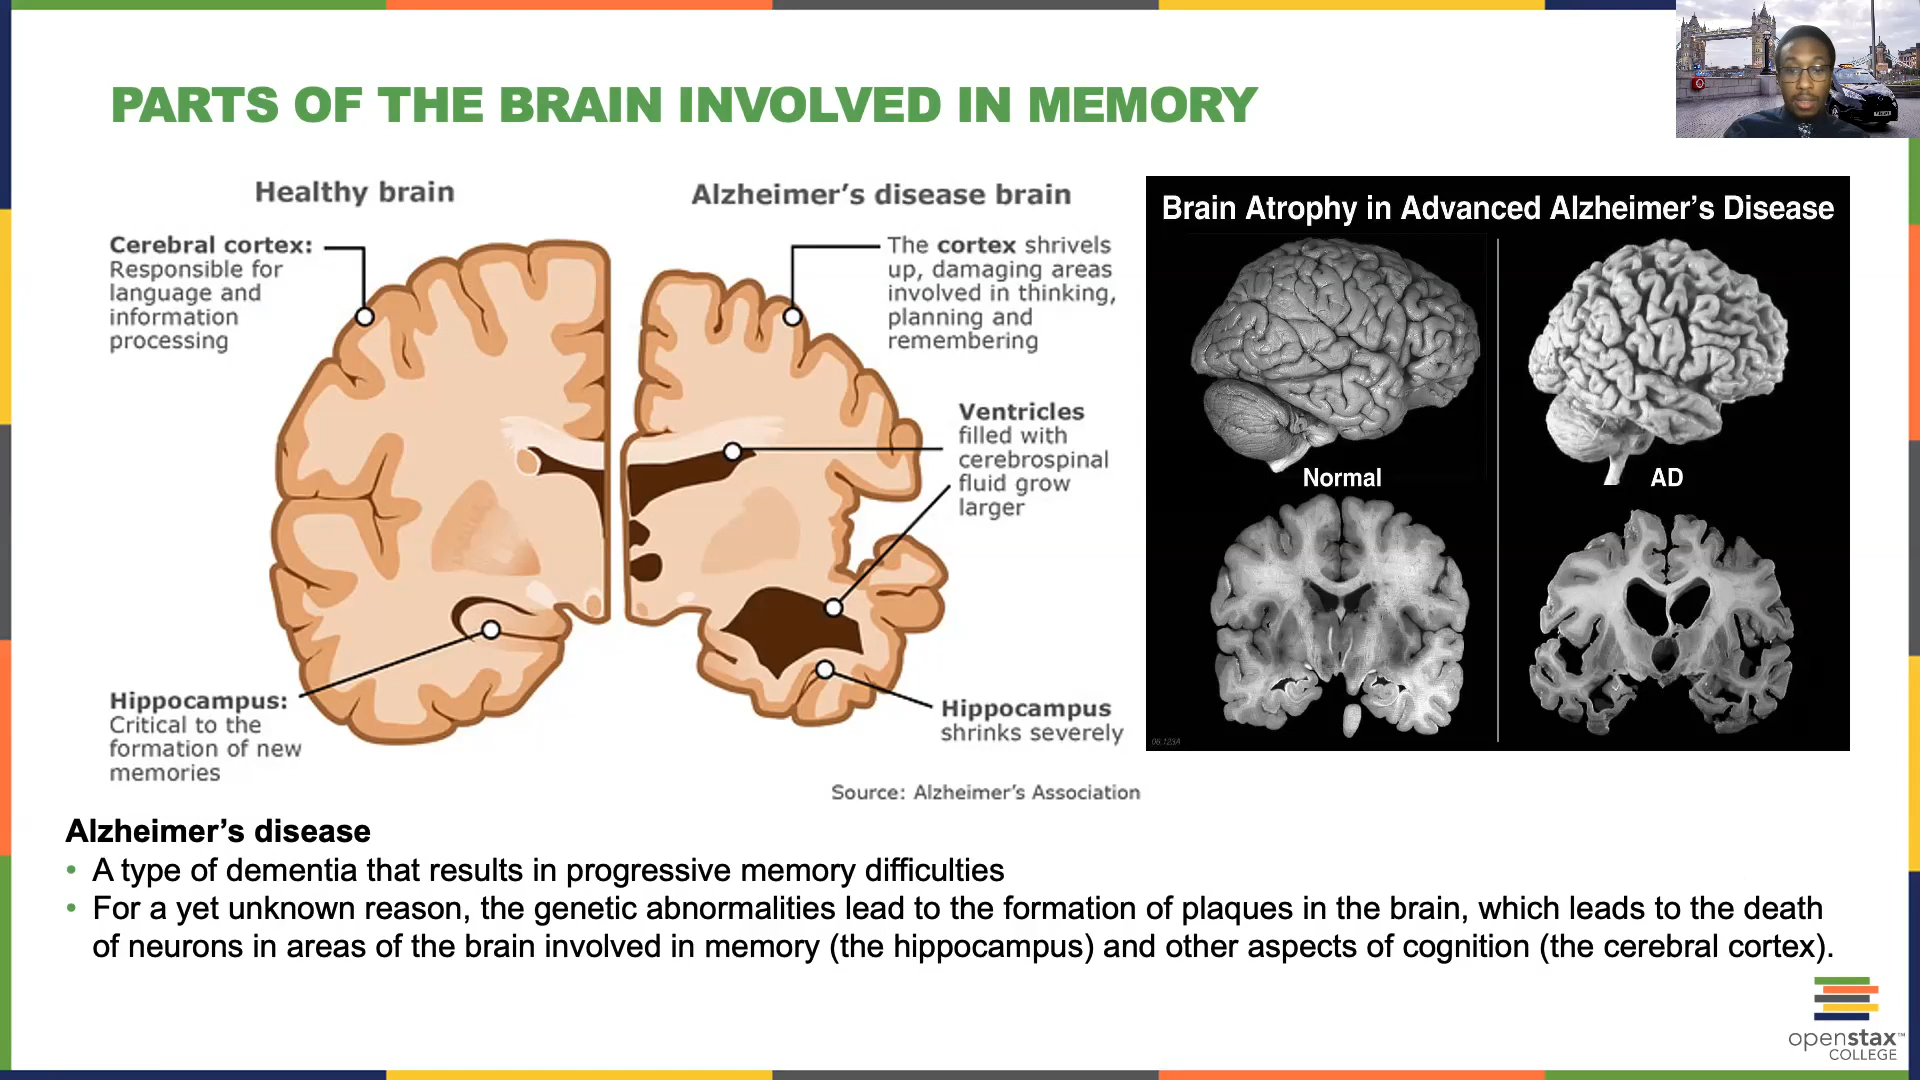 PARTS OF THE BRAIN INVOLVED IN MEMORY
Healthy brain
Cerebral cortex:
Responsible for
language and
information
processing
Hippocampus:
Critical to the
formation of new
memories
Alzheimer's disease brain
The cortex shrivels
up, damaging areas
involved in thinking,
planning and
remembering
Ventricles
filled with
cerebrospinal
fluid grow
larger
Hippocampus
shrinks severely
Source: Alzheimer's Association
Brain Atrophy in Advanced Alzheimer's Disease
Normal
AD
Alzheimer's disease
• A type of dementia that results in progressive memory difficulties
• For a yet unknown reason, the genetic abnormalities lead to the formation of plaques in the brain, which leads to the death
of neurons in areas of the brain involved in memory (the hippocampus) and other aspects of cognition (the cerebral cortex).
openstax™
COLLEGE